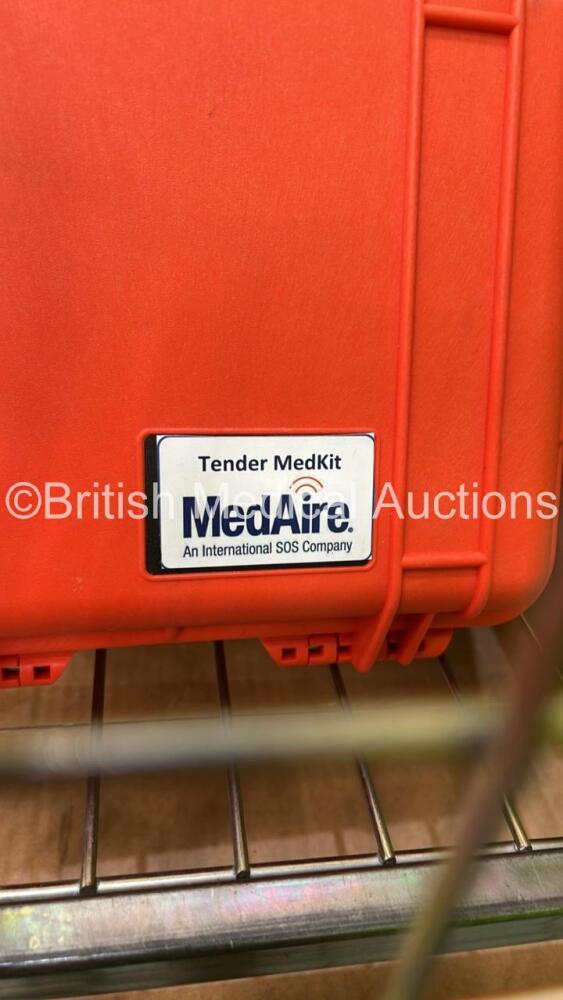 Tender MedKit
©British Medical Auctions
MedAire®
An International SOS Company